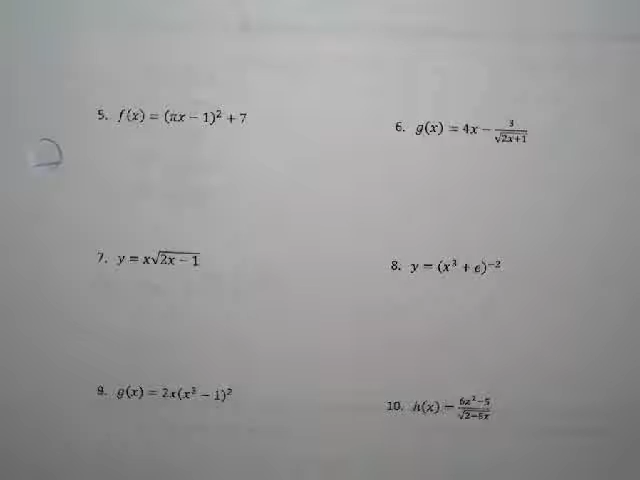 5. f(x) = (πx − 1)² + 7
6. g(x) = 4x − 3/√(2x+1)
7. y = x√(2x − 1)
8. y = (x³ + e)⁻²
9. g(x) = 2x(x³ − 1)²
10. h(x) = (6x²−5)/√(2−5x)